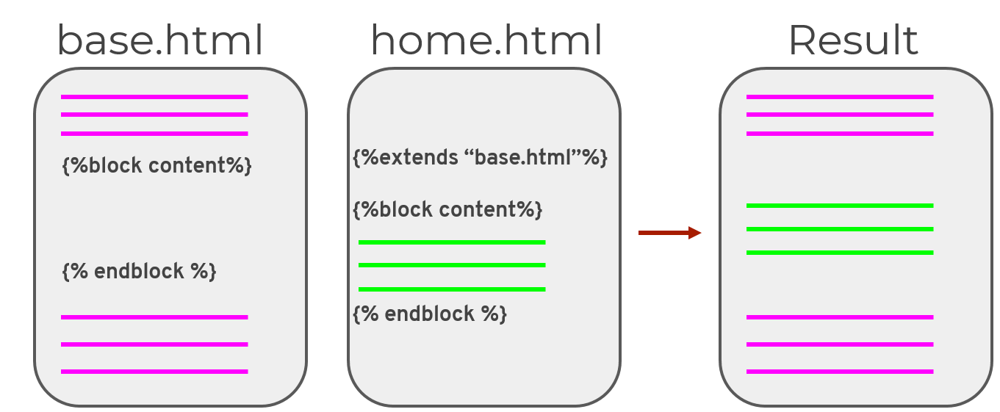 base.html
{%block content%}
{% endblock %}
home.html
{%extends “base.html”%}
{%block content%}
{% endblock %}
Result